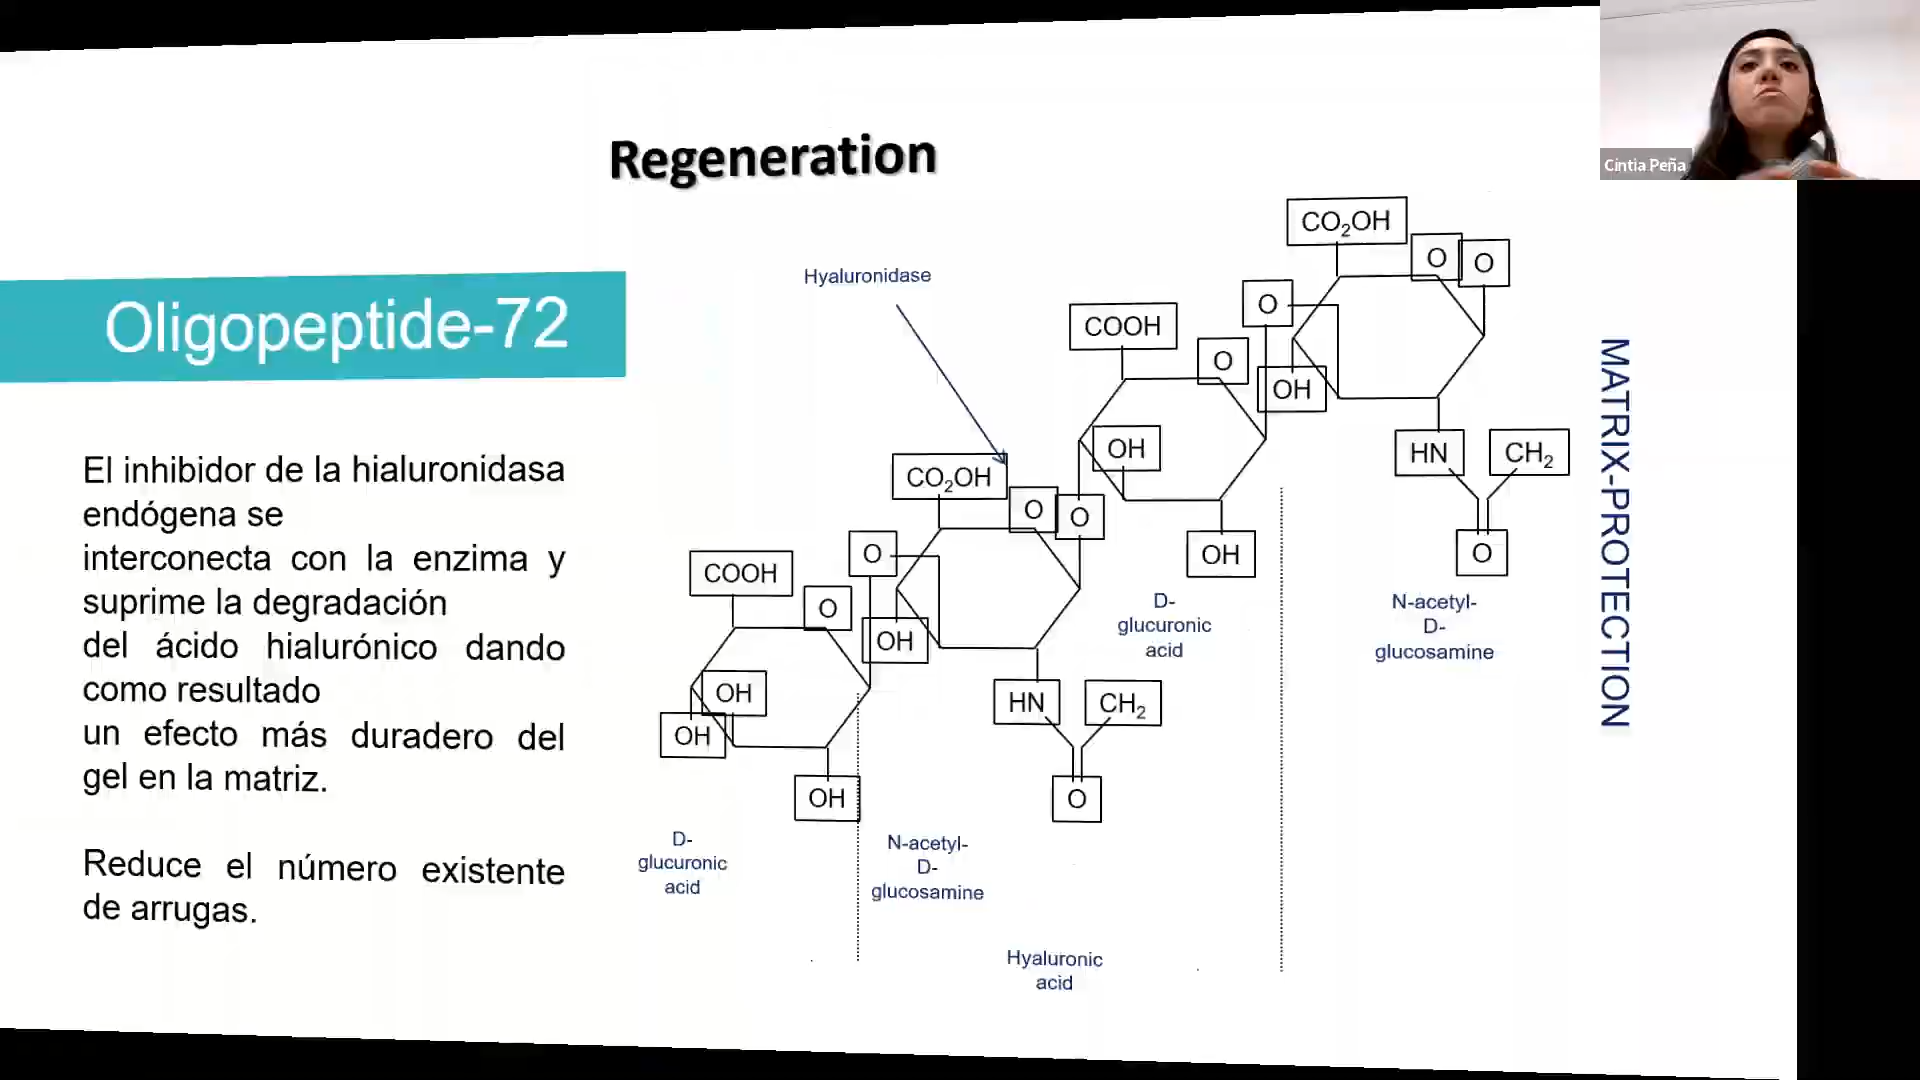 Cintia Peña
Regeneration
Oligopeptide-72
El inhibidor de la hialuronidasa
endógena se
interconecta con la enzima y
suprime la degradación
del ácido hialurónico dando
como resultado
un efecto más duradero del
gel en la matriz.
Reduce el número existente
de arrugas.
Hyaluronidase
CO₂OH
O
O
O
COOH
O
OH
HN
CH₂
O
OH
OH
CO₂OH
O
O
O
COOH
O
OH
HN
CH₂
O
OH
OH
OH
D-
glucuronic
acid
N-acetyl-
D-
glucosamine
D-
glucuronic
acid
N-acetyl-
D-
glucosamine
Hyaluronic
acid
MATRIX-PROTECTION